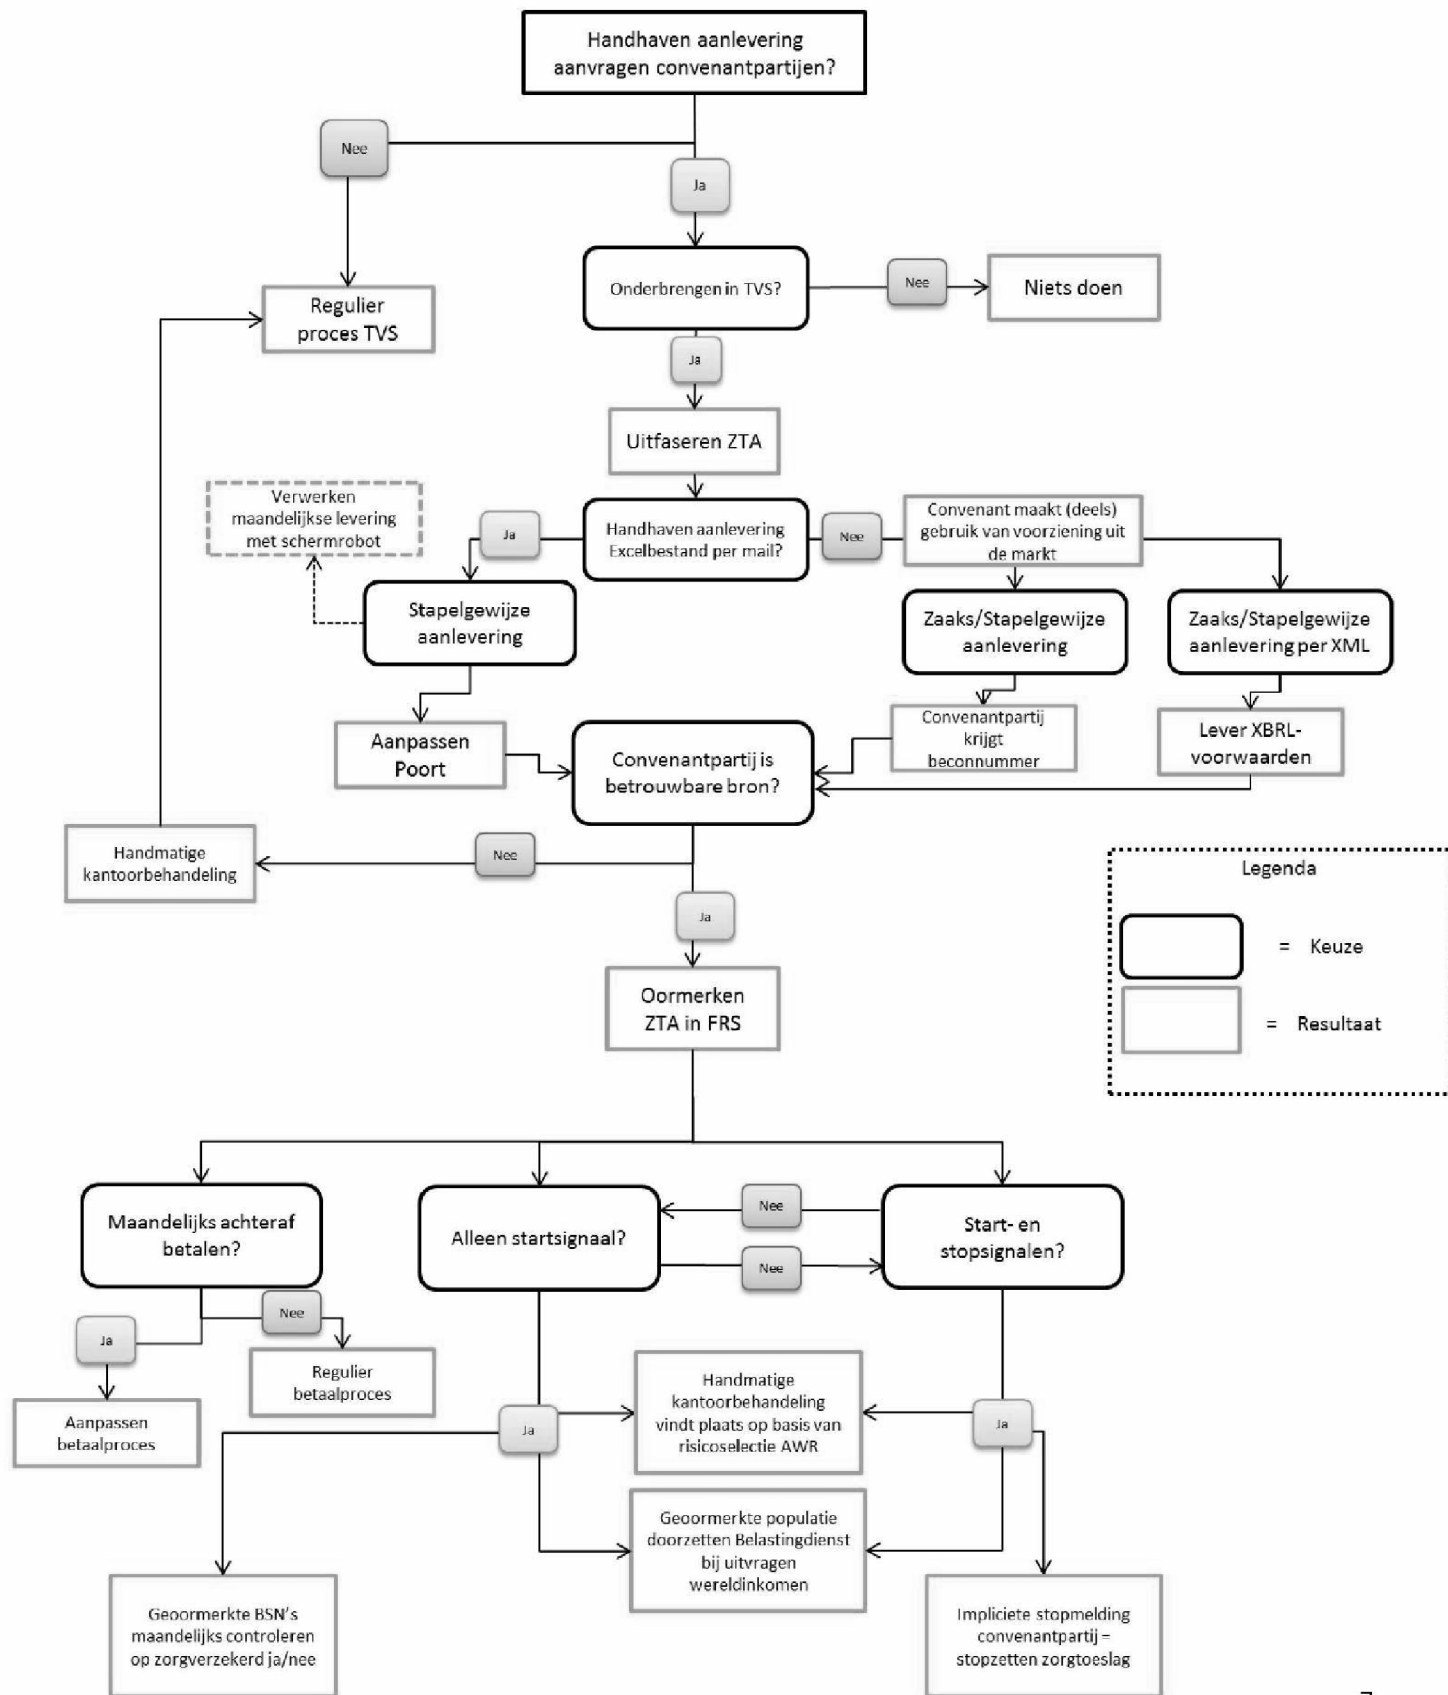 Handhaven aanlevering
aanvragen convenantpartijen?
Nee
Ja
Onderbrengen in TVS?
Nee
Niets doen
Regulier
proces TVS
Ja
Uitfaseren ZTA
Verwerken
maandelijkse levering
met schermrobot
Ja
Handhaven aanlevering
Excelbestand per mail?
Nee
Convenant maakt (deels)
gebruik van voorziening uit
de markt
Stapelgewijze
aanlevering
Zaaks/Stapelgewijze
aanlevering
Zaaks/Stapelgewijze
aanlevering per XML
Aanpassen
Poort
Convenantpartij is
betrouwbare bron?
Convenantpartij
krijgt
beconnummer
Lever XBRL-
voorwaarden
Handmatige
kantoorbehandeling
Nee
Ja
Legenda
= Keuze
= Resultaat
Oormerken
ZTA in FRS
Maandelijks achteraf
betalen?
Alleen startsignaal?
Nee
Nee
Start- en
stopsignalen?
Ja
Nee
Aanpassen
betaalproces
Regulier
betaalproces
Ja
Handmatige
kantoorbehandeling
vindt plaats op basis van
risicoselectie AWR
Ja
Geoormerkte populatie
doorzetten Belastingdienst
bij uitvragen
wereldinkomen
Geoormerkte BSN's
maandelijks controleren
op zorgverzekerd ja/nee
Impliciete stopmelding
convenantpartij =
stopzetten zorgtoeslag